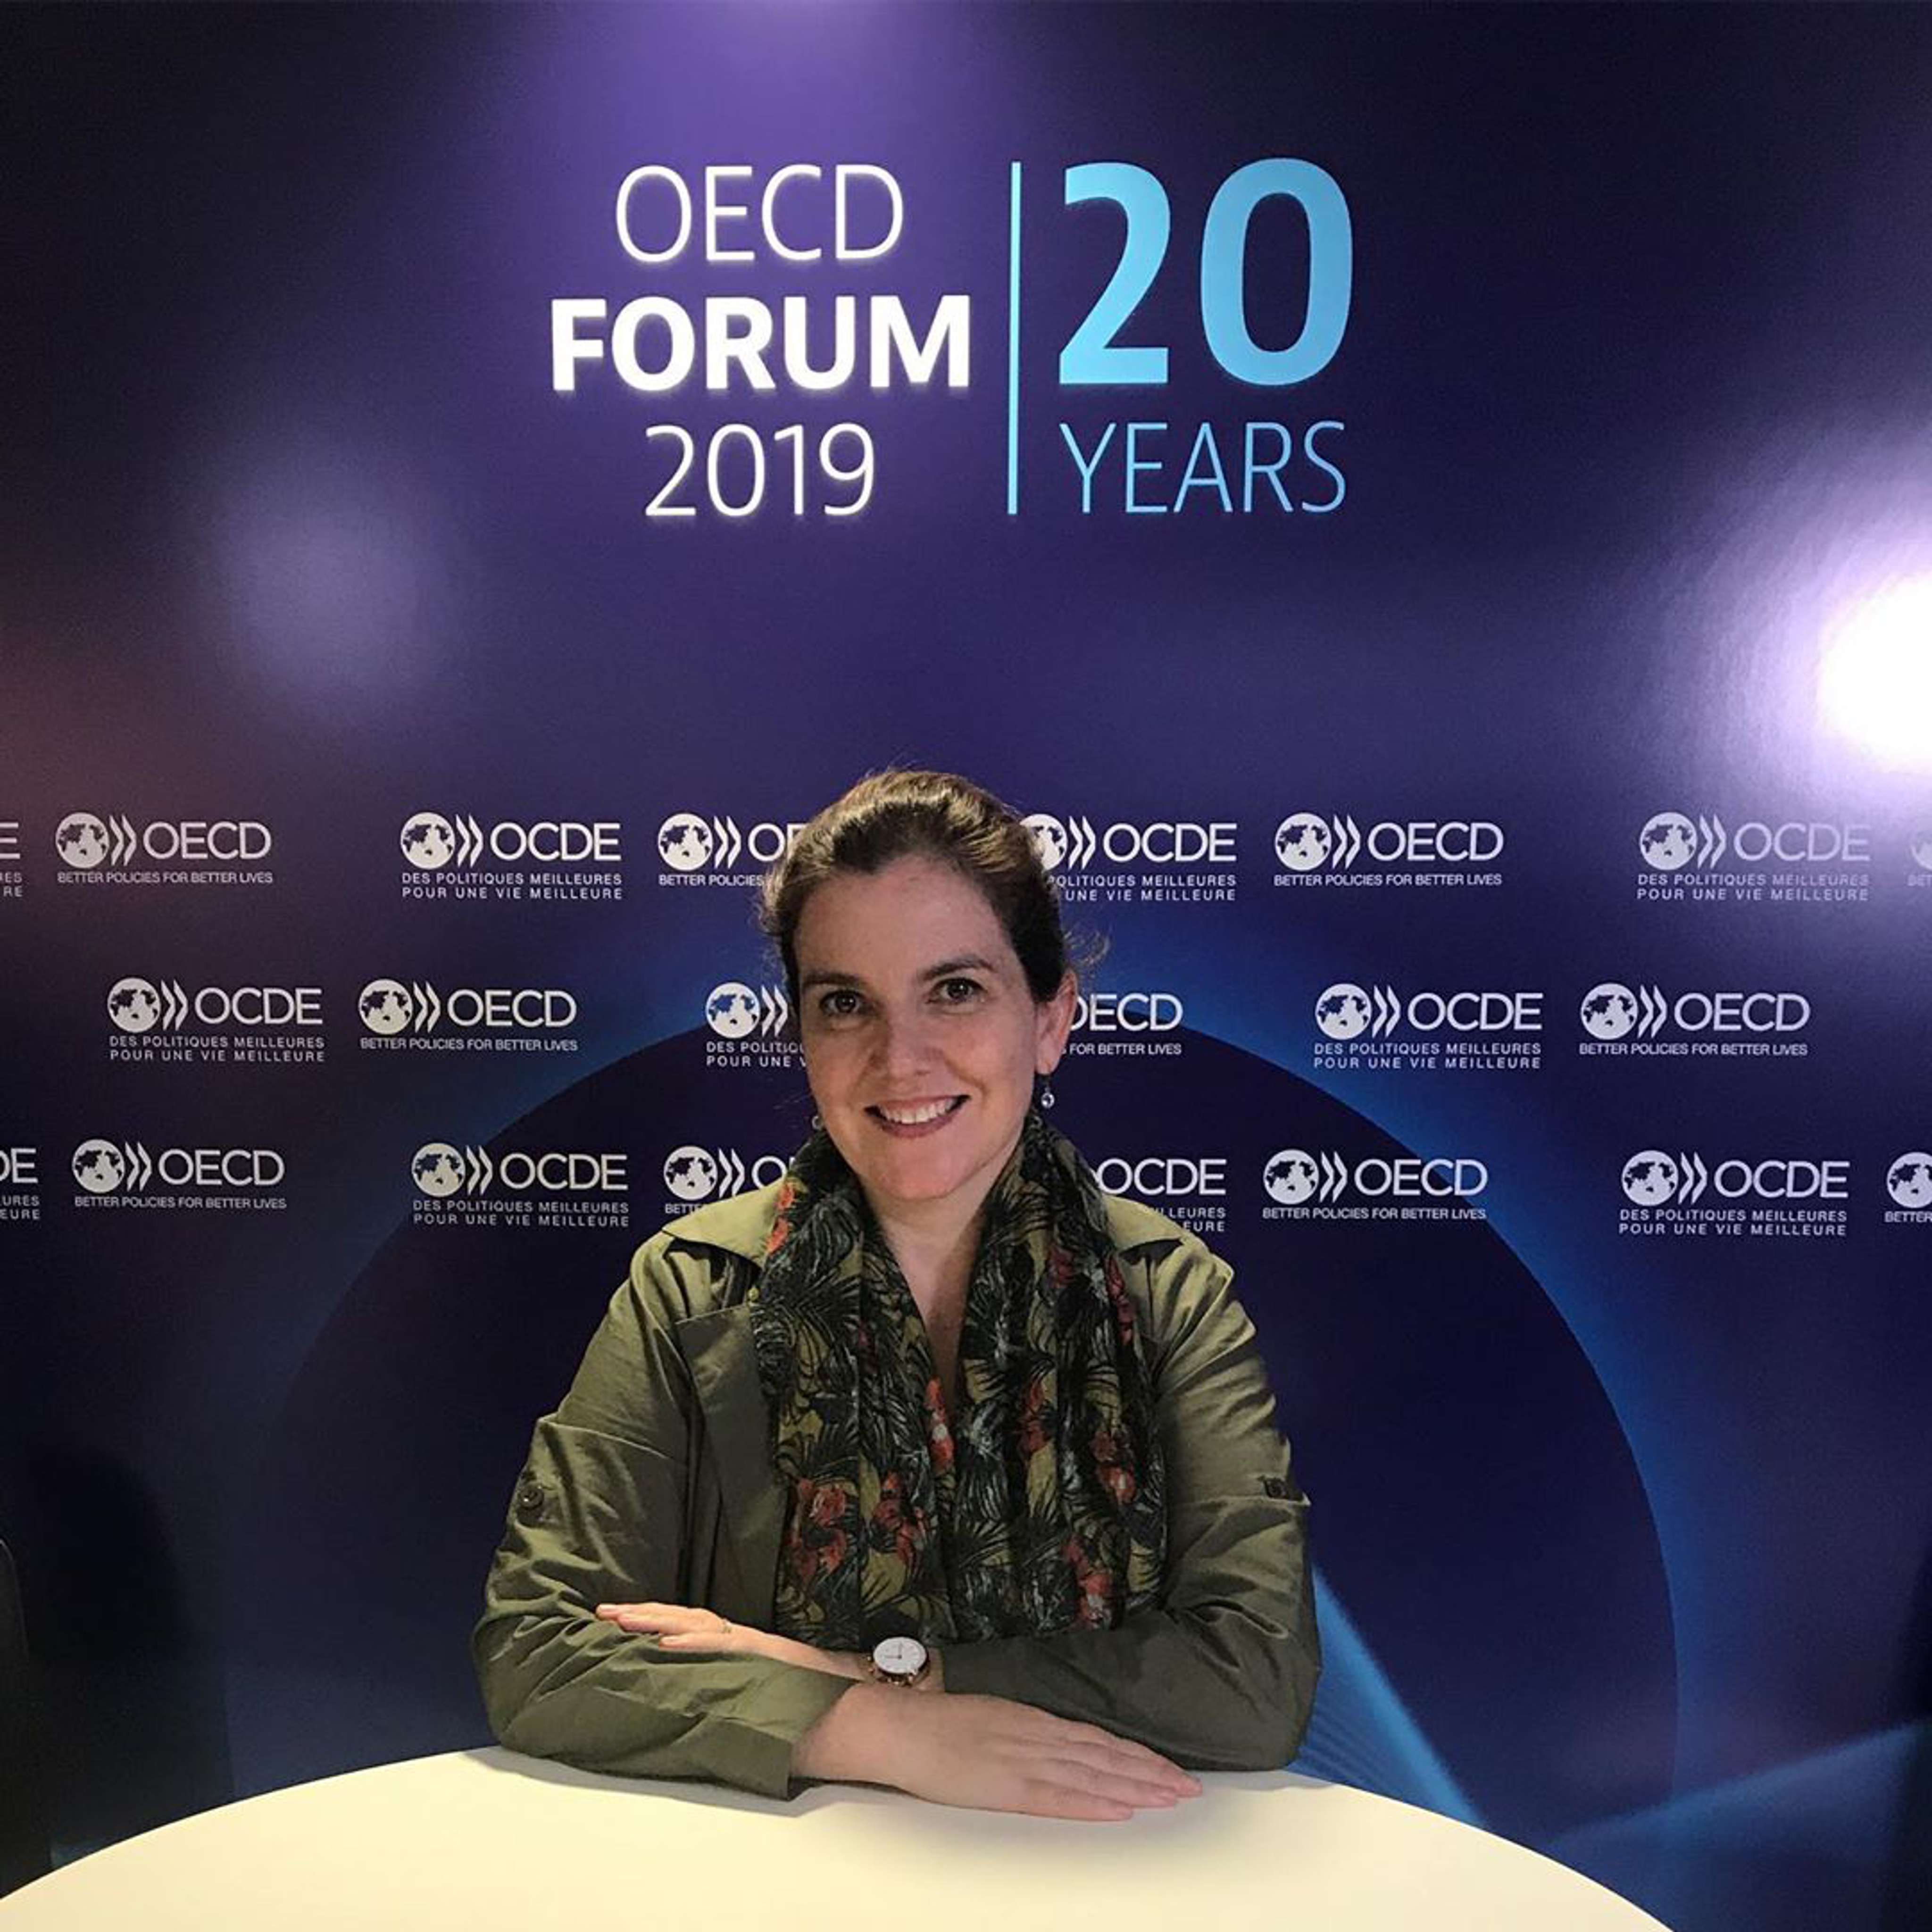 OECD
FORUM
2019
20
YEARS
OECD
BETTER POLICIES FOR BETTER LIVES
OCDE
DES POLITIQUES MEILLEURES
POUR UNE VIE MEILLEURE
BETTER POLICIES
OCDE
POLITIQUES MEILLEURES
UNE VIE MEILLEURE
OECD
BETTER POLICIES FOR BETTER LIVES
OCDE
DES POLITIQUES MEILLEURES
POUR UNE VIE MEILLEURE
OCDE
DES POLITIQUES MEILLEURES
POUR UNE VIE MEILLEURE
OECD
BETTER POLICIES FOR BETTER LIVES
DES
POUR UNE
OECD
FOR BETTER LIVES
OCDE
DES POLITIQUES MEILLEURES
POUR UNE VIE MEILLEURE
OECD
BETTER POLICIES FOR BETTER LIVES
OECD
BETTER POLICIES FOR BETTER LIVES
OCDE
DES POLITIQUES MEILLEURES
POUR UNE VIE MEILLEURE
OCDE
OECD
BETTER POLICIES FOR BETTER LIVES
OCDE
DES POLITIQUES MEILLEURES
POUR UNE VIE MEILLEURE
BETTER